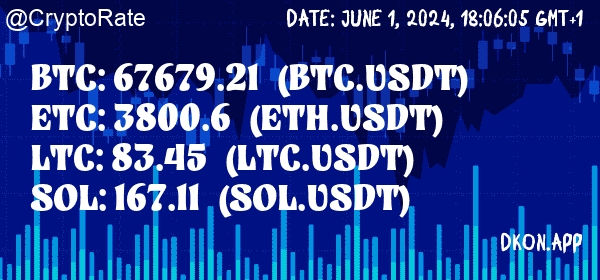 @CryptoRate
DATE: JUNE 1, 2024, 18:06:05 GMT+1
BTC: 67679.21 (BTC.USDT)
ETC: 3800.6 (ETH.USDT)
LTC: 83.45 (LTC.USDT)
SOL: 167.11 (SOL.USDT)
DKON.APP